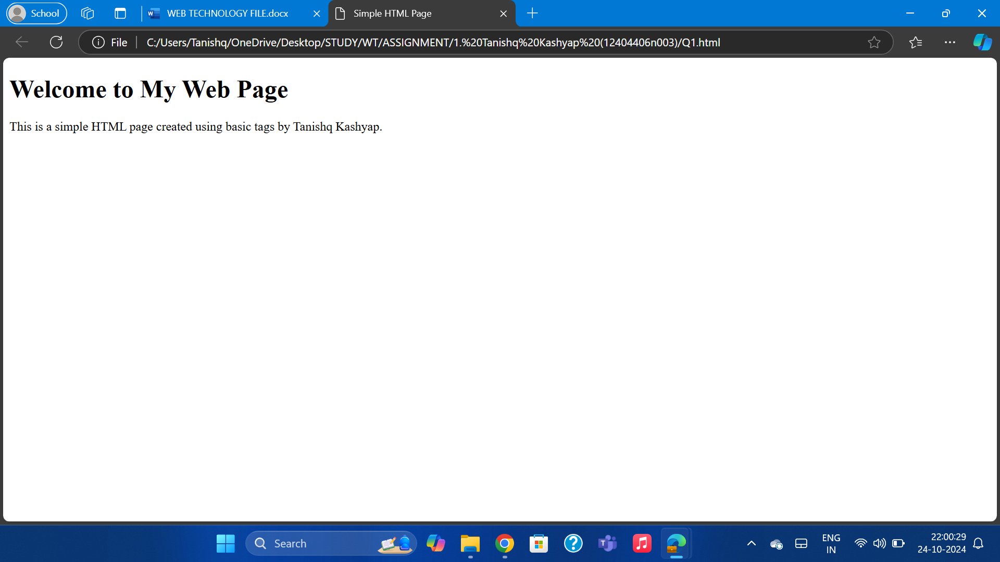 School
WEB TECHNOLOGY FILE.docx
Simple HTML Page
File
C:/Users/Tanishq/OneDrive/Desktop/STUDY/WT/ASSIGNMENT/1.%20Tanishq%20Kashyap%20(12404406n003)/Q1.html
Welcome to My Web Page
This is a simple HTML page created using basic tags by Tanishq Kashyap.
Search
ENG
IN
22:00:29
24-10-2024